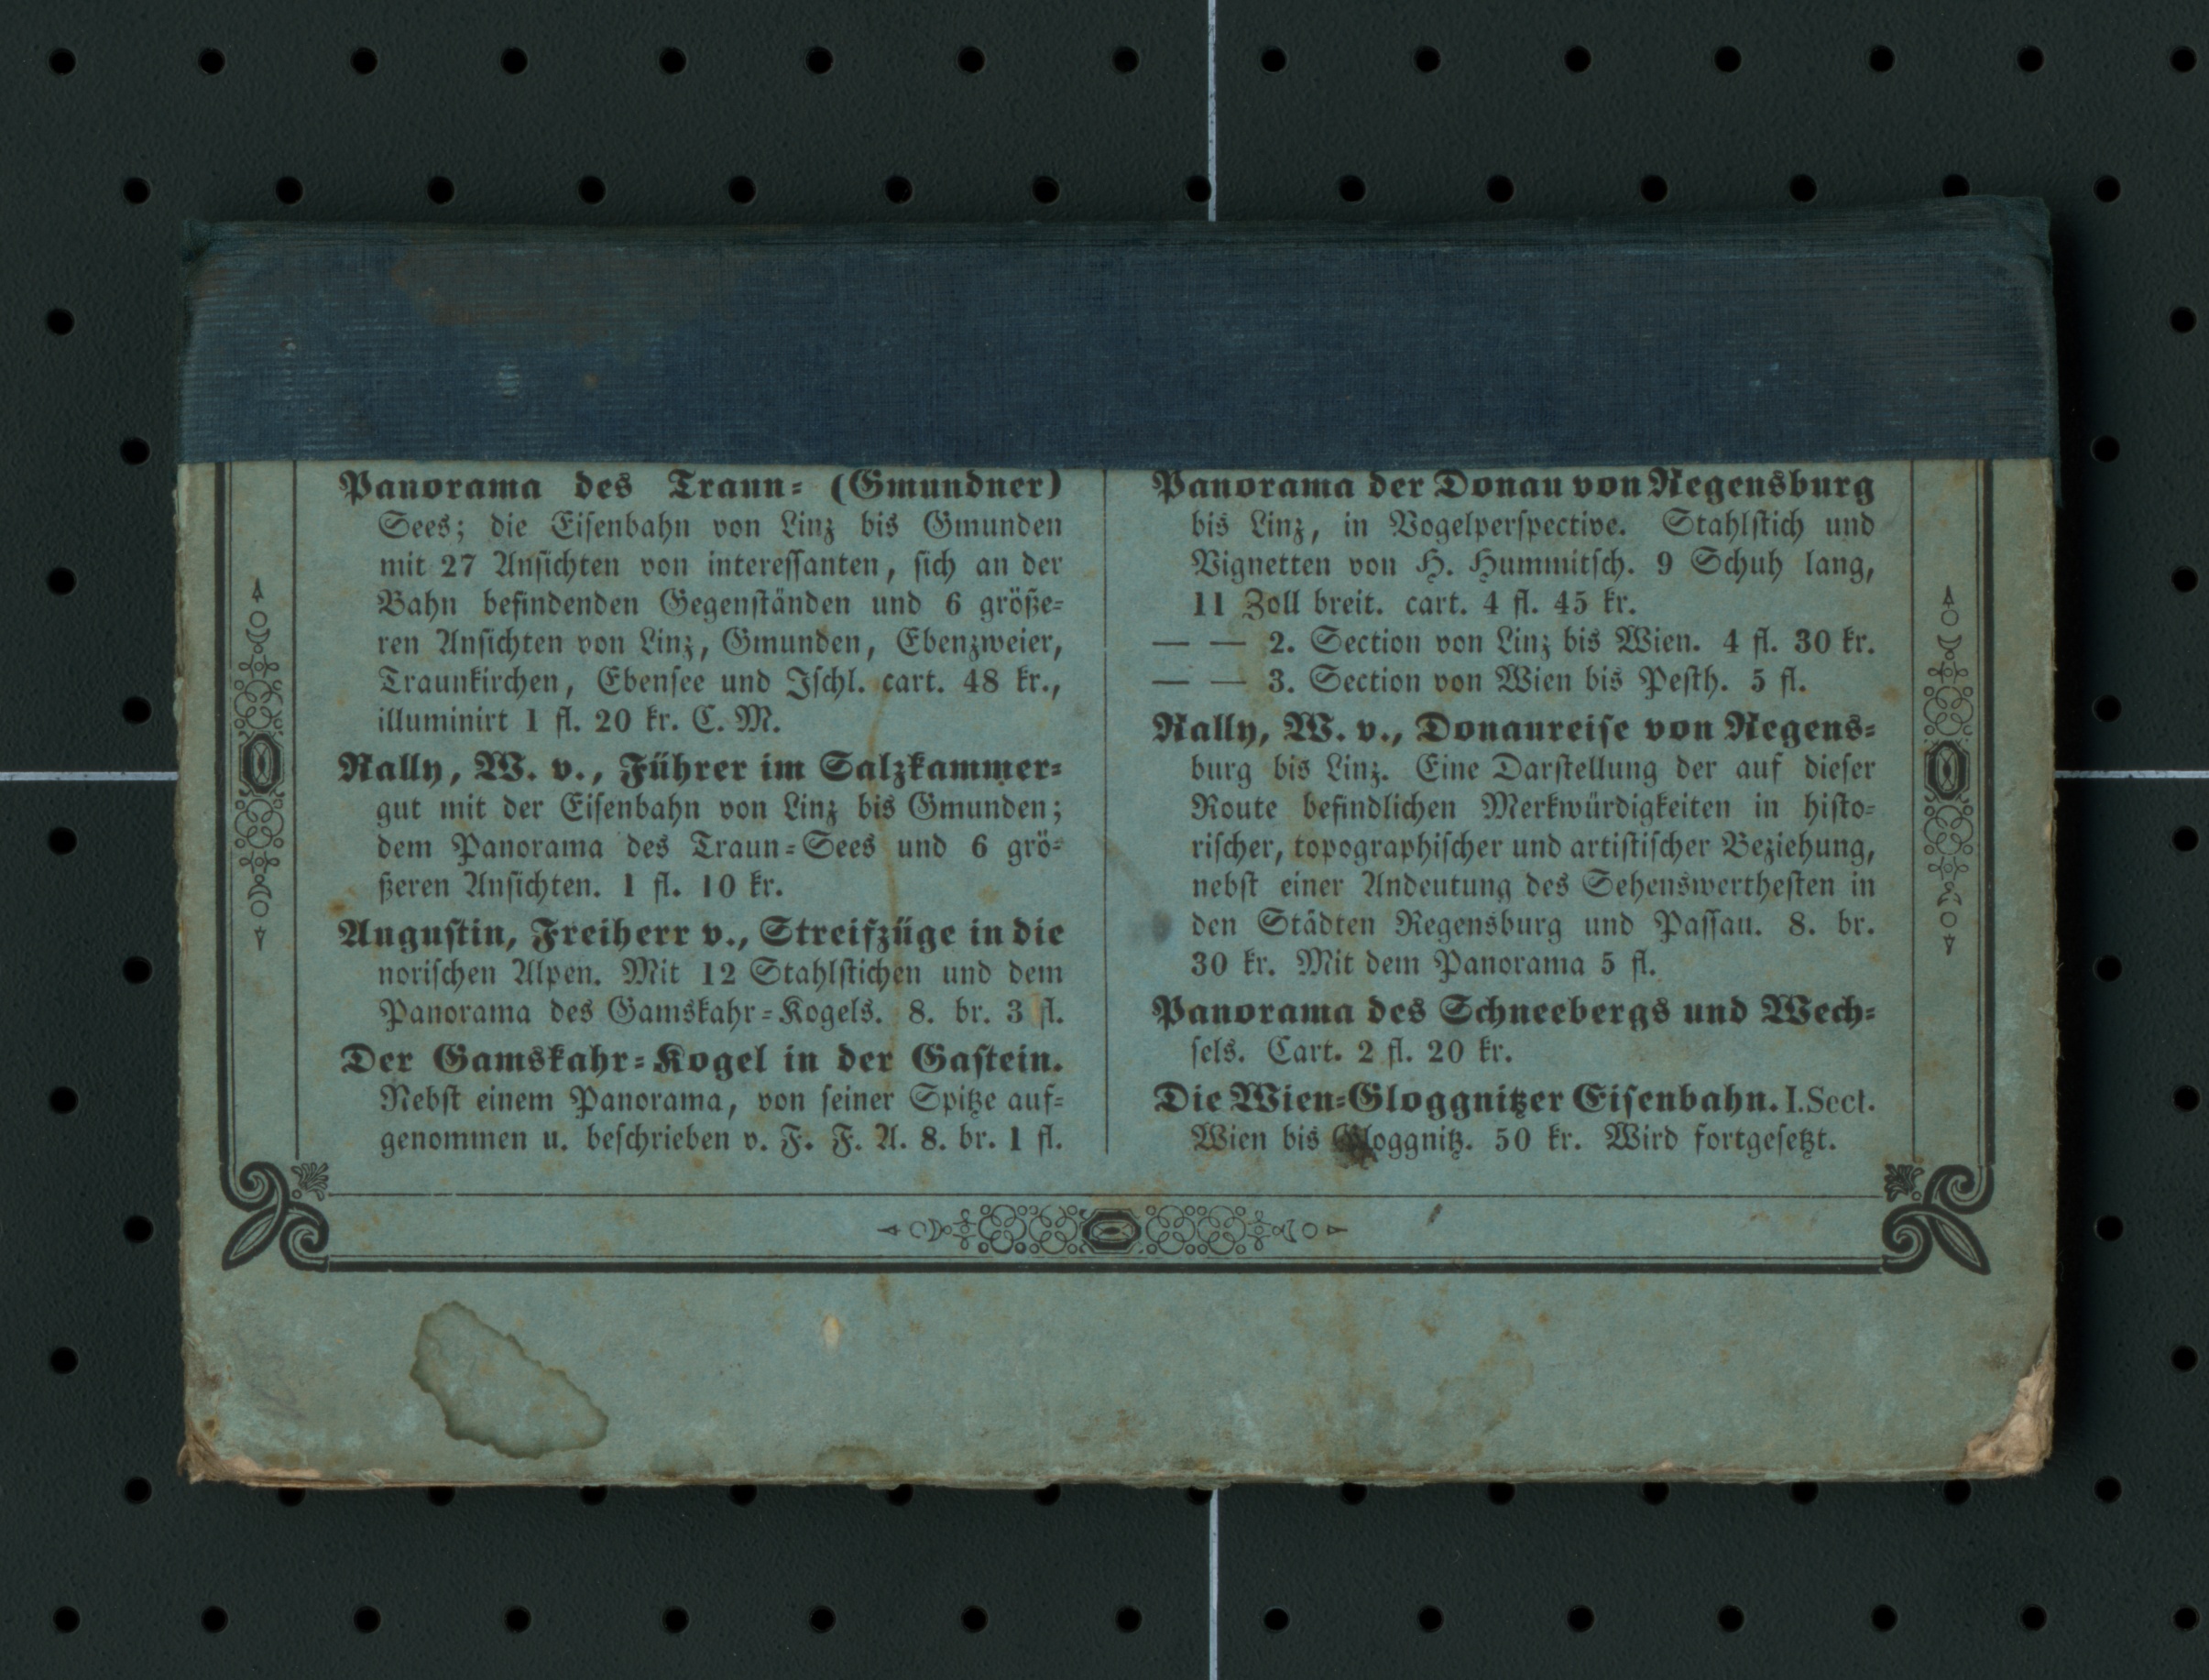 Panorama des Traun- (Gmundner)
Sees; die Eisenbahn von Linz bis Gmunden
mit 27 Ansichten von interessanten, sich an der
Bahn befindenden Gegenständen und 6 größe-
ren Ansichten von Linz, Gmunden, Ebenzweier,
Traunkirchen, Ebensee und Ischl. cart. 48 kr.,
illuminirt 1 fl. 20 kr. C. M.
Rally, W. v., Führer im Salzkammer-
gut mit der Eisenbahn von Linz bis Gmunden;
dem Panorama des Traun-Sees und 6 grö-
ßeren Ansichten. 1 fl. 10 kr.
Augustin, Freiherr v., Streifzüge in die
norischen Alpen. Mit 12 Stahlstichen und dem
Panorama des Gamskahr-Kogels. 8. br. 3 fl.
Der Gamskahr-Kogel in der Gastein.
Nebst einem Panorama, von seiner Spitze auf-
genommen u. beschrieben v. F. F. A. 8. br. 1 fl.
Panorama der Donau von Regensburg
bis Linz, in Vogelperspective. Stahlstich und
Vignetten von H. Hummitsch. 9 Schuh lang,
11 Zoll breit. cart. 4 fl. 45 kr.
— — 2. Section von Linz bis Wien. 4 fl. 30 kr.
— — 3. Section von Wien bis Pesth. 5 fl.
Rally, W. v., Donaureise von Regens-
burg bis Linz. Eine Darstellung der auf dieser
Route befindlichen Merkwürdigkeiten in histo-
rischer, topographischer und artistischer Beziehung,
nebst einer Andeutung des Sehenswerthesten in
den Städten Regensburg und Passau. 8. br.
30 kr. Mit dem Panorama 5 fl.
Panorama des Schneebergs und Wech-
sels. Cart. 2 fl. 20 kr.
Die Wien-Gloggnitzer Eisenbahn. I. Sect.
Wien bis Gloggnitz. 50 kr. Wird fortgesetzt.